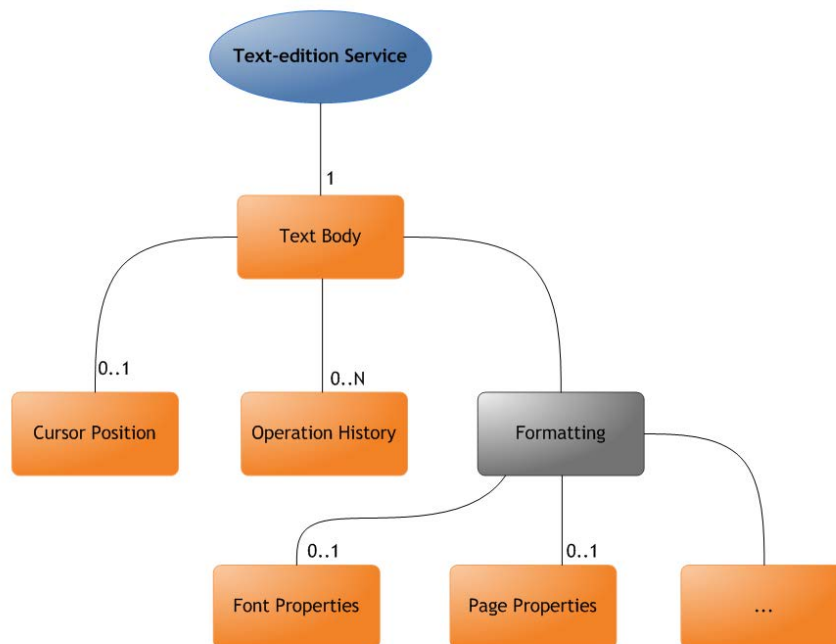 Text-edition Service
1
Text Body
0..1
0..N
Cursor Position
Operation History
Formatting
0..1
0..1
Font Properties
Page Properties
...